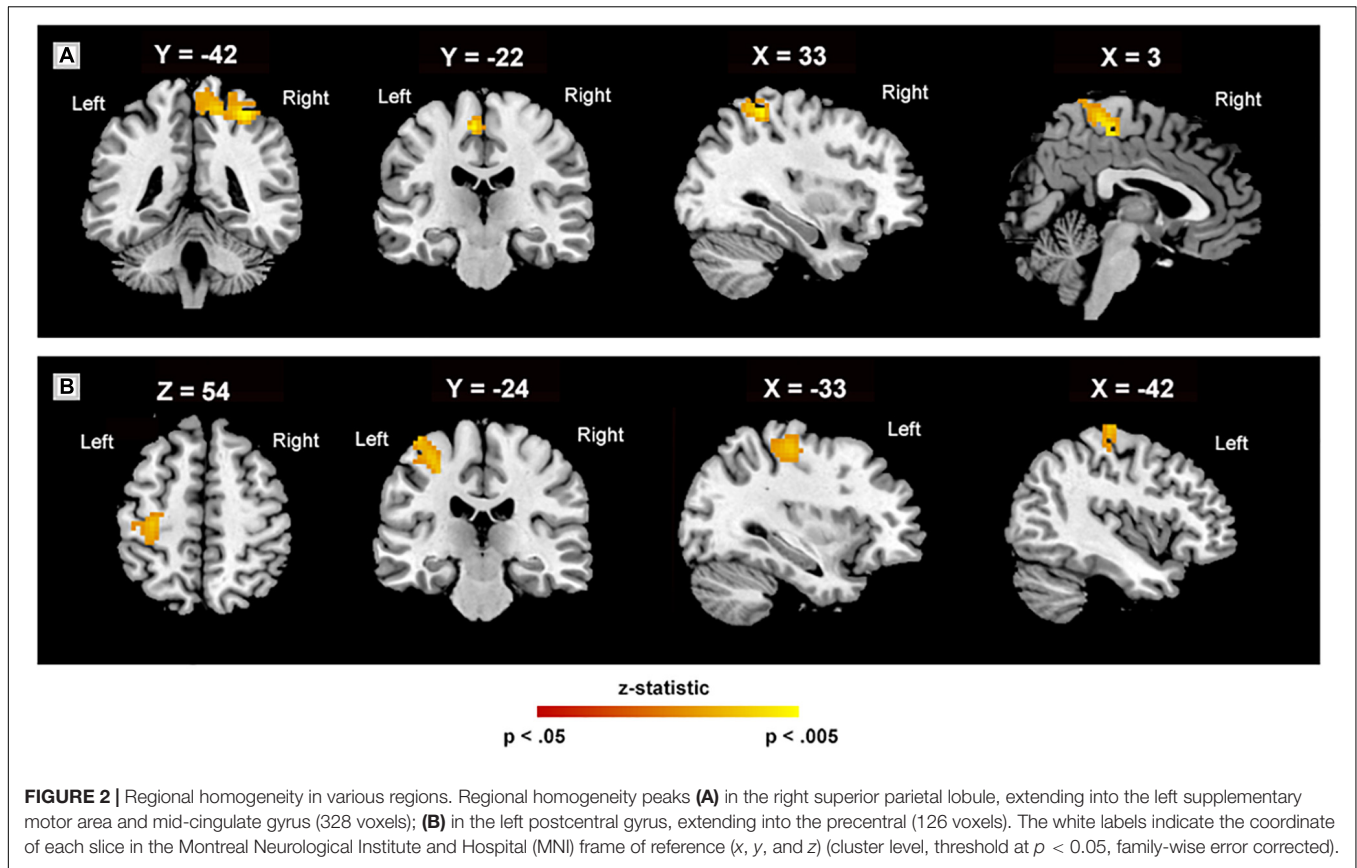 A
Y = -42
Y = -22
X = 33
X = 3
Left
Right
Left
Right
Right
Right
B
Z = 54
Y = -24
X = -33
X = -42
Left
Right
Left
Right
Left
Left
z-statistic
p < .05
p < .005
FIGURE 2 | Regional homogeneity in various regions. Regional homogeneity peaks (A) in the right superior parietal lobule, extending into the left supplementary
motor area and mid-cingulate gyrus (328 voxels); (B) in the left postcentral gyrus, extending into the precentral (126 voxels). The white labels indicate the coordinate
of each slice in the Montreal Neurological Institute and Hospital (MNI) frame of reference (x, y, and z) (cluster level, threshold at p < 0.05, family-wise error corrected).